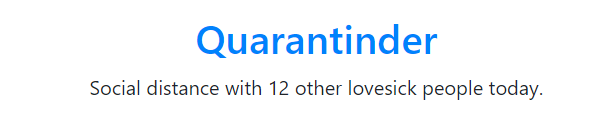 Quarantinder
Social distance with 12 other lovesick people today.